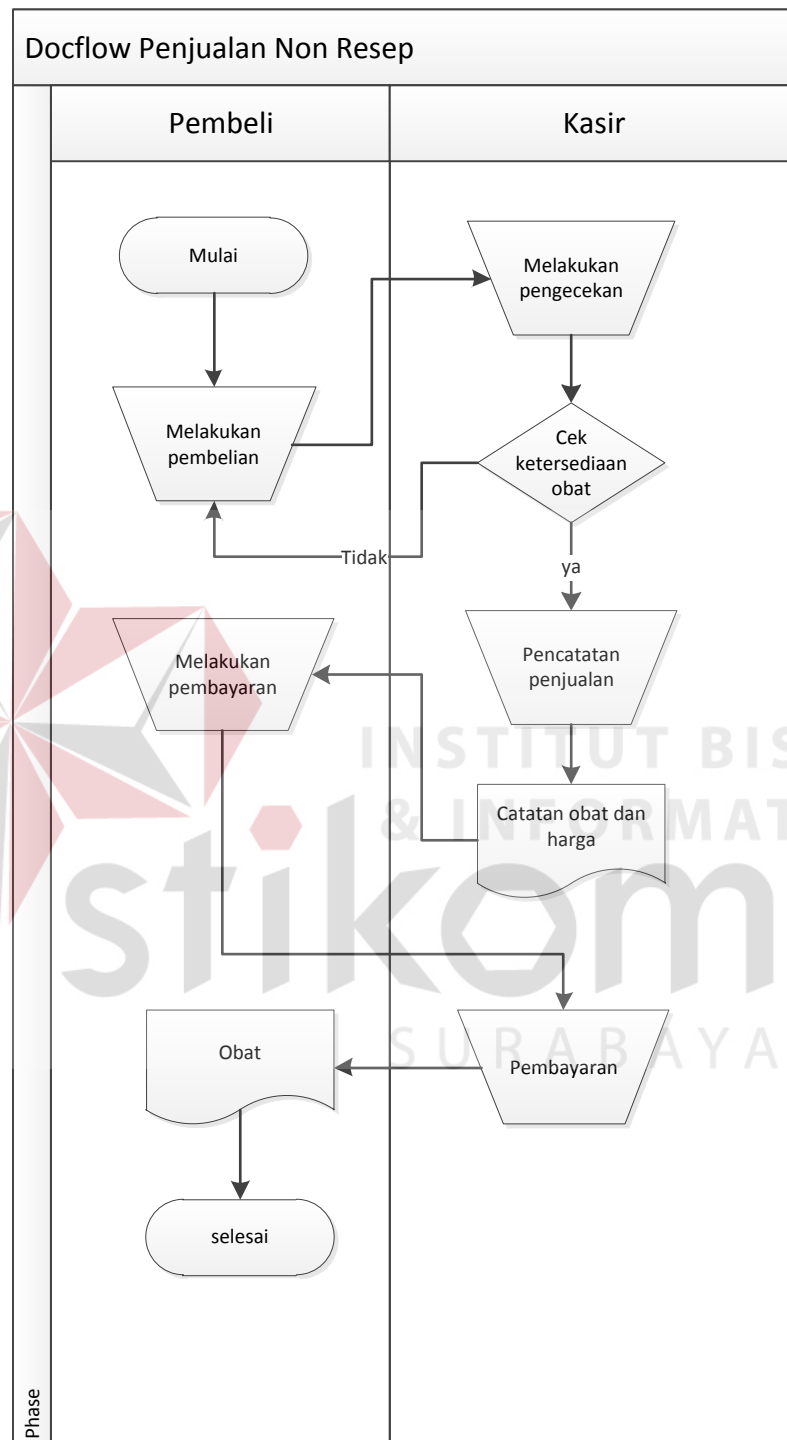 Docflow Penjualan Non Resep
Pembeli
Kasir
Mulai
Melakukan
pengecekan
Melakukan
pembelian
Cek
ketersediaan
obat
Tidak
ya
Melakukan
pembayaran
Pencatatan
penjualan
INSTITUT BIS
& INFORMAT
Catatan obat dan
harga
stikom
SURABAYA
Obat
Pembayaran
selesai
Phase